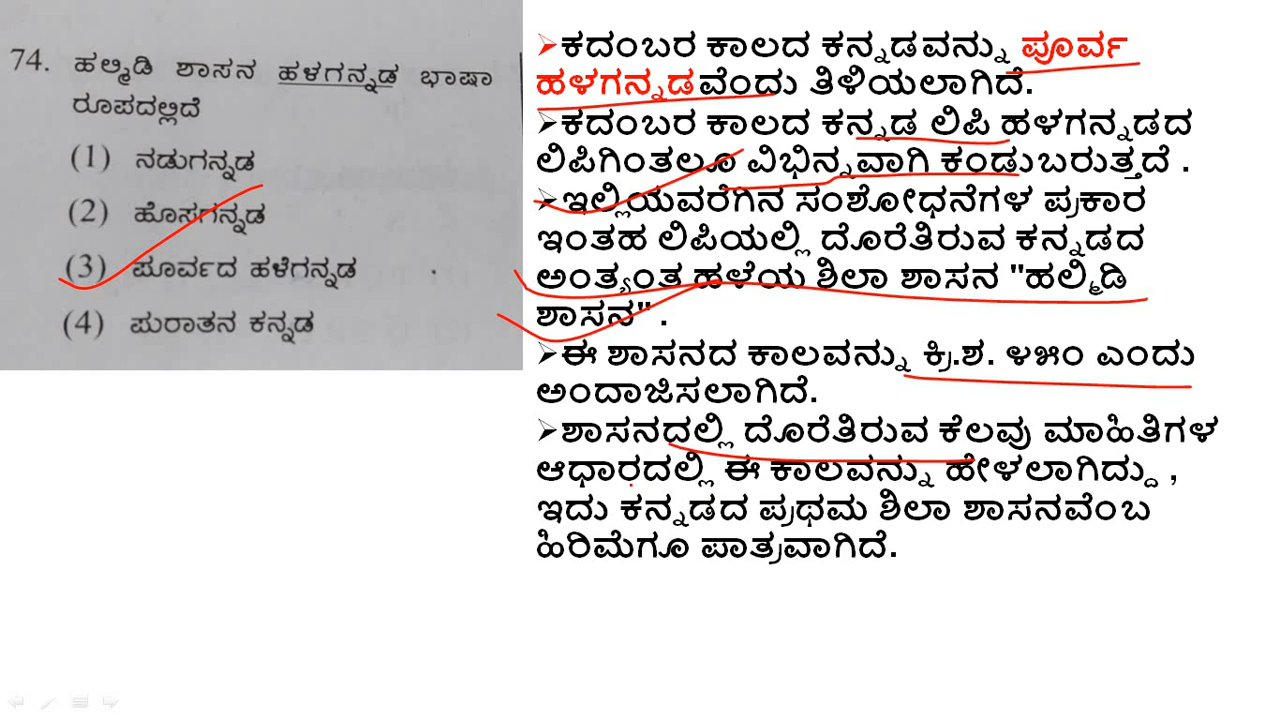 74. ಹಲ್ಮಿಡಿ ಶಾಸನ ಹಳಗನ್ನಡ ಭಾಷಾ
ರೂಪದಲ್ಲಿದೆ
(1) ನಡುಗನ್ನಡ
(2) ಹೊಸಗನ್ನಡ
(3) ಪೂರ್ವದ ಹಳೆಗನ್ನಡ
(4) ಪುರಾತನ ಕನ್ನಡ
➢ಕದಂಬರ ಕಾಲದ ಕನ್ನಡವನ್ನು ಪೂರ್ವ
ಹಳಗನ್ನಡವೆಂದು ತಿಳಿಯಲಾಗಿದೆ.
➢ಕದಂಬರ ಕಾಲದ ಕನ್ನಡ ಲಿಪಿ ಹಳಗನ್ನಡದ
ಲಿಪಿಗಿಂತಲೂ ವಿಭಿನ್ನವಾಗಿ ಕಂಡುಬರುತ್ತದೆ .
➢ಇಲ್ಲಿಯವರೆಗಿನ ಸಂಶೋಧನೆಗಳ ಪ್ರಕಾರ
ಇಂತಹ ಲಿಪಿಯಲ್ಲಿ ದೊರೆತಿರುವ ಕನ್ನಡದ
ಅಂತ್ಯಂತ ಹಳೆಯ ಶಿಲಾ ಶಾಸನ "ಹಲ್ಮಿಡಿ
ಶಾಸನ" .
➢ಈ ಶಾಸನದ ಕಾಲವನ್ನು ಕ್ರಿ.ಶ. ೪೫೦ ಎಂದು
ಅಂದಾಜಿಸಲಾಗಿದೆ.
➢ಶಾಸನದಲ್ಲಿ ದೊರೆತಿರುವ ಕೆಲವು ಮಾಹಿತಿಗಳ
ಆಧಾರದಲ್ಲಿ ಈ ಕಾಲವನ್ನು ಹೇಳಲಾಗಿದ್ದು ,
ಇದು ಕನ್ನಡದ ಪ್ರಥಮ ಶಿಲಾ ಶಾಸನವೆಂಬ
ಹಿರಿಮೆಗೂ ಪಾತ್ರವಾಗಿದೆ.